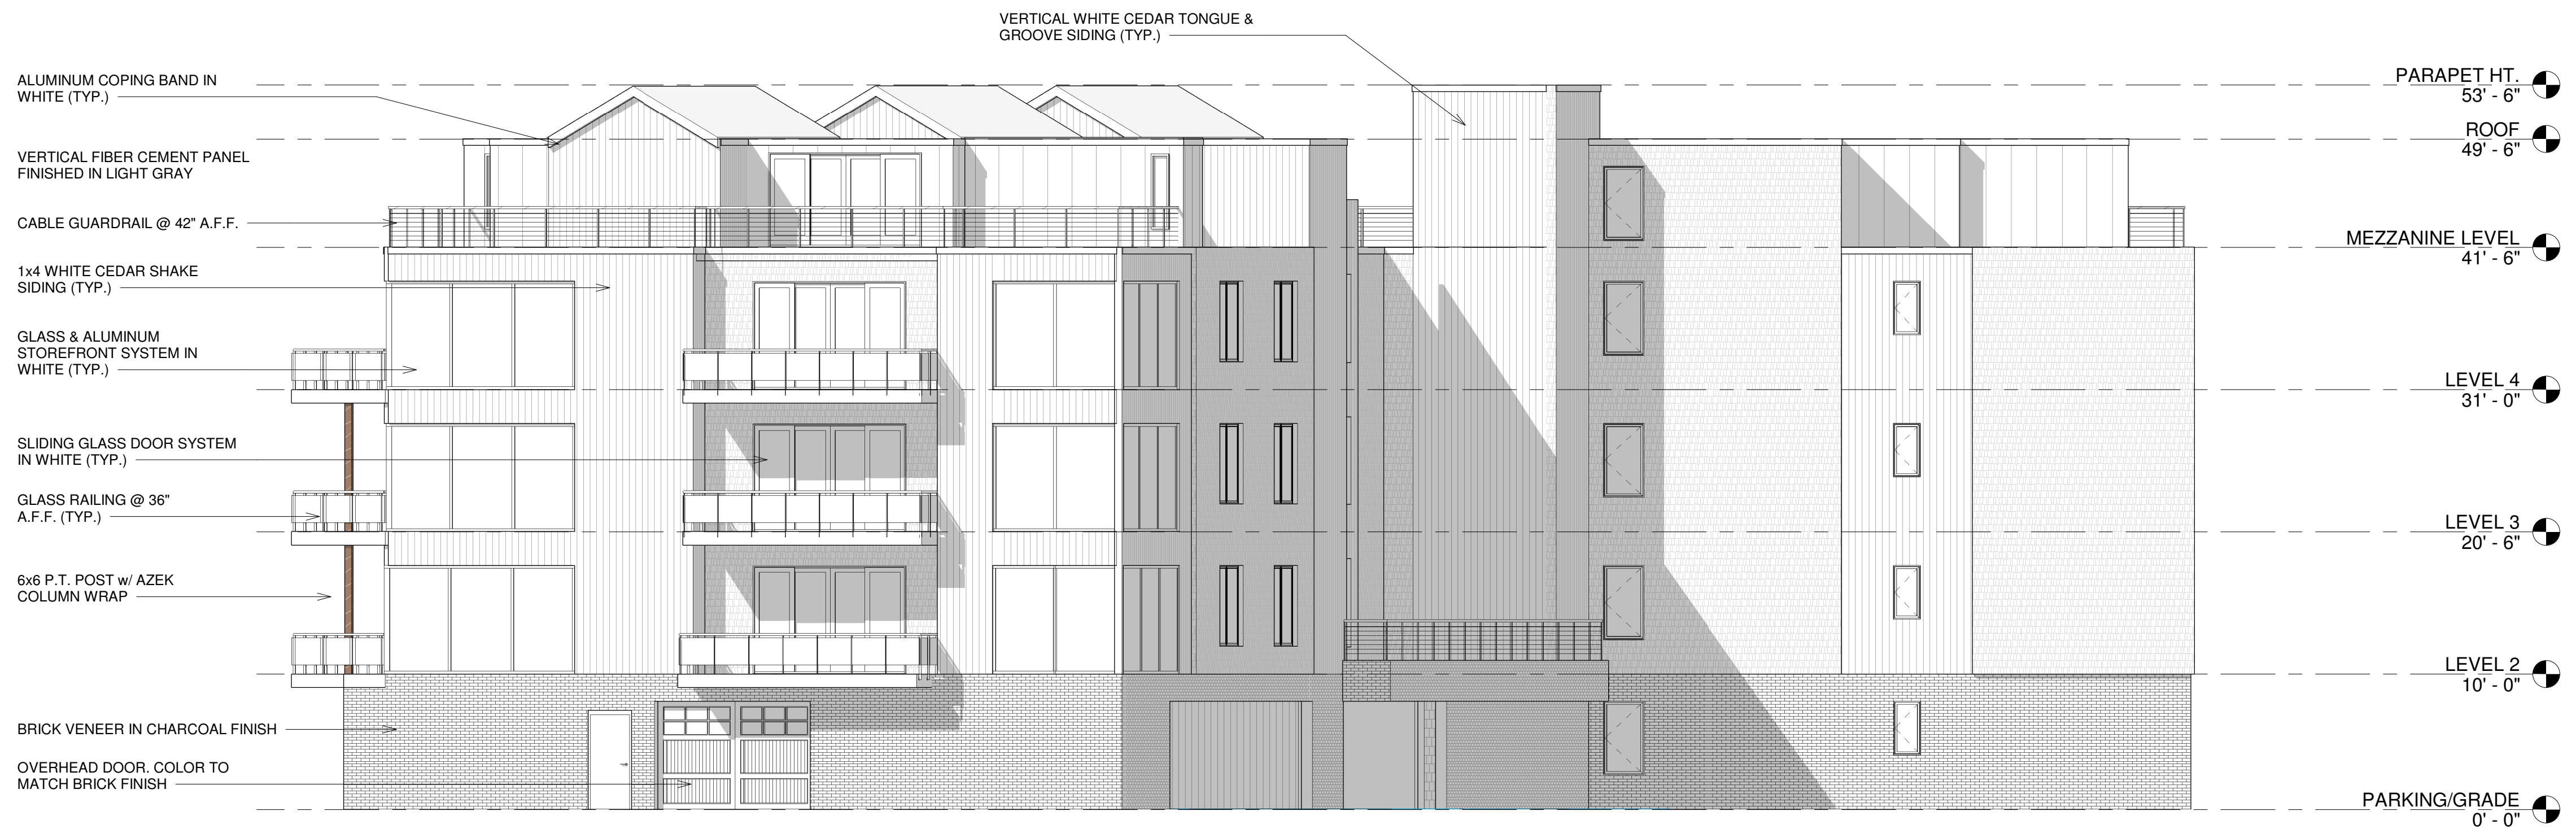 VERTICAL WHITE CEDAR TONGUE &
GROOVE SIDING (TYP.)
ALUMINUM COPING BAND IN
WHITE (TYP.)
VERTICAL FIBER CEMENT PANEL
FINISHED IN LIGHT GRAY
CABLE GUARDRAIL @ 42" A.F.F.
1x4 WHITE CEDAR SHAKE
SIDING (TYP.)
GLASS & ALUMINUM
STOREFRONT SYSTEM IN
WHITE (TYP.)
SLIDING GLASS DOOR SYSTEM
IN WHITE (TYP.)
GLASS RAILING @ 36"
A.F.F. (TYP.)
6x6 P.T. POST w/ AZEK
COLUMN WRAP
BRICK VENEER IN CHARCOAL FINISH
OVERHEAD DOOR. COLOR TO
MATCH BRICK FINISH
PARAPET HT.
53' - 6"
ROOF
49' - 6"
MEZZANINE LEVEL
41' - 6"
LEVEL 4
31' - 0"
LEVEL 3
20' - 6"
LEVEL 2
10' - 0"
PARKING/GRADE
0' - 0"